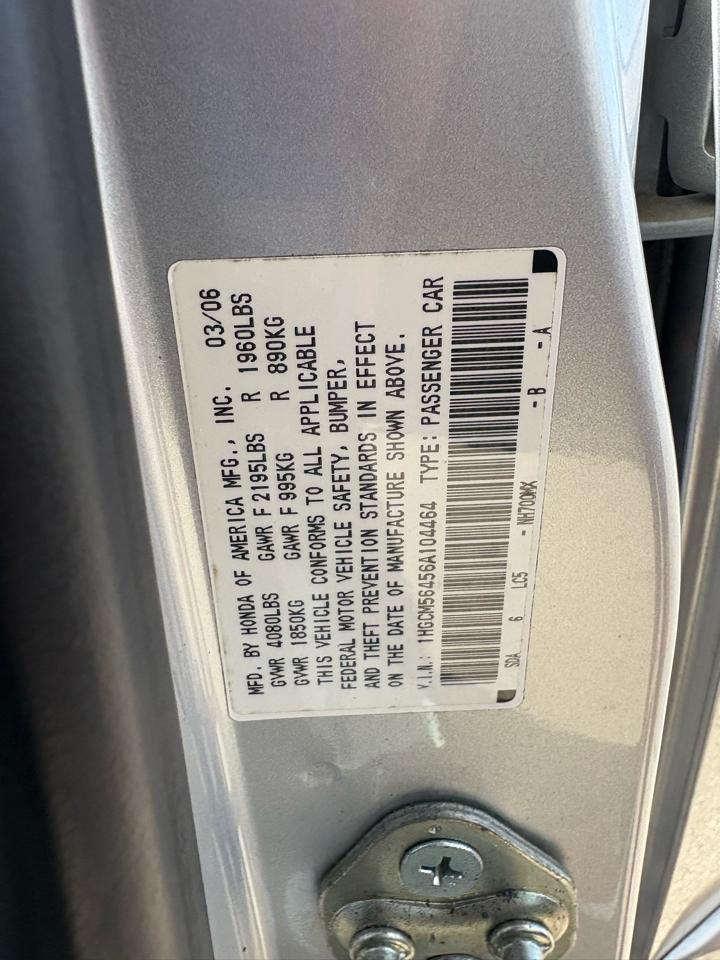 MFD. BY HONDA OF AMERICA MFG., INC. 03/06
GVWR 4080LBS GAWR F 2195LBS R 1960LBS
GVWR 1850KG GAWR F 995KG R 890KG
THIS VEHICLE CONFORMS TO ALL APPLICABLE
FEDERAL MOTOR VEHICLE SAFETY, BUMPER,
AND THEFT PREVENTION STANDARDS IN EFFECT
ON THE DATE OF MANUFACTURE SHOWN ABOVE.
V.I.N.: 1HGCM56456A104464 TYPE: PASSENGER CAR
SDA 6 LC5 - NH700MX - B - A